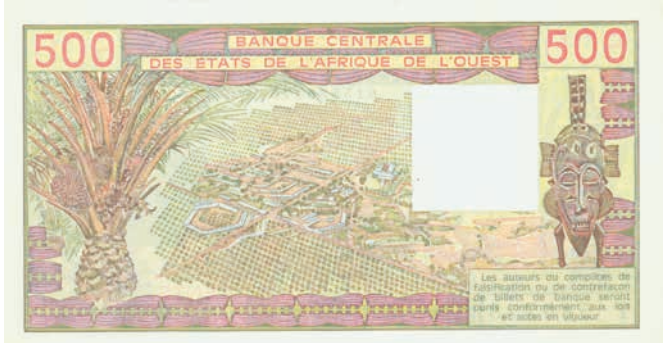 500
BANQUE CENTRALE
DES ÉTATS DE L'AFRIQUE DE L'OUEST
500
Les auteurs ou complices de
falsification ou de contrefaçon
de billets de banque seront
punis conformément aux lois
et actes en vigueur